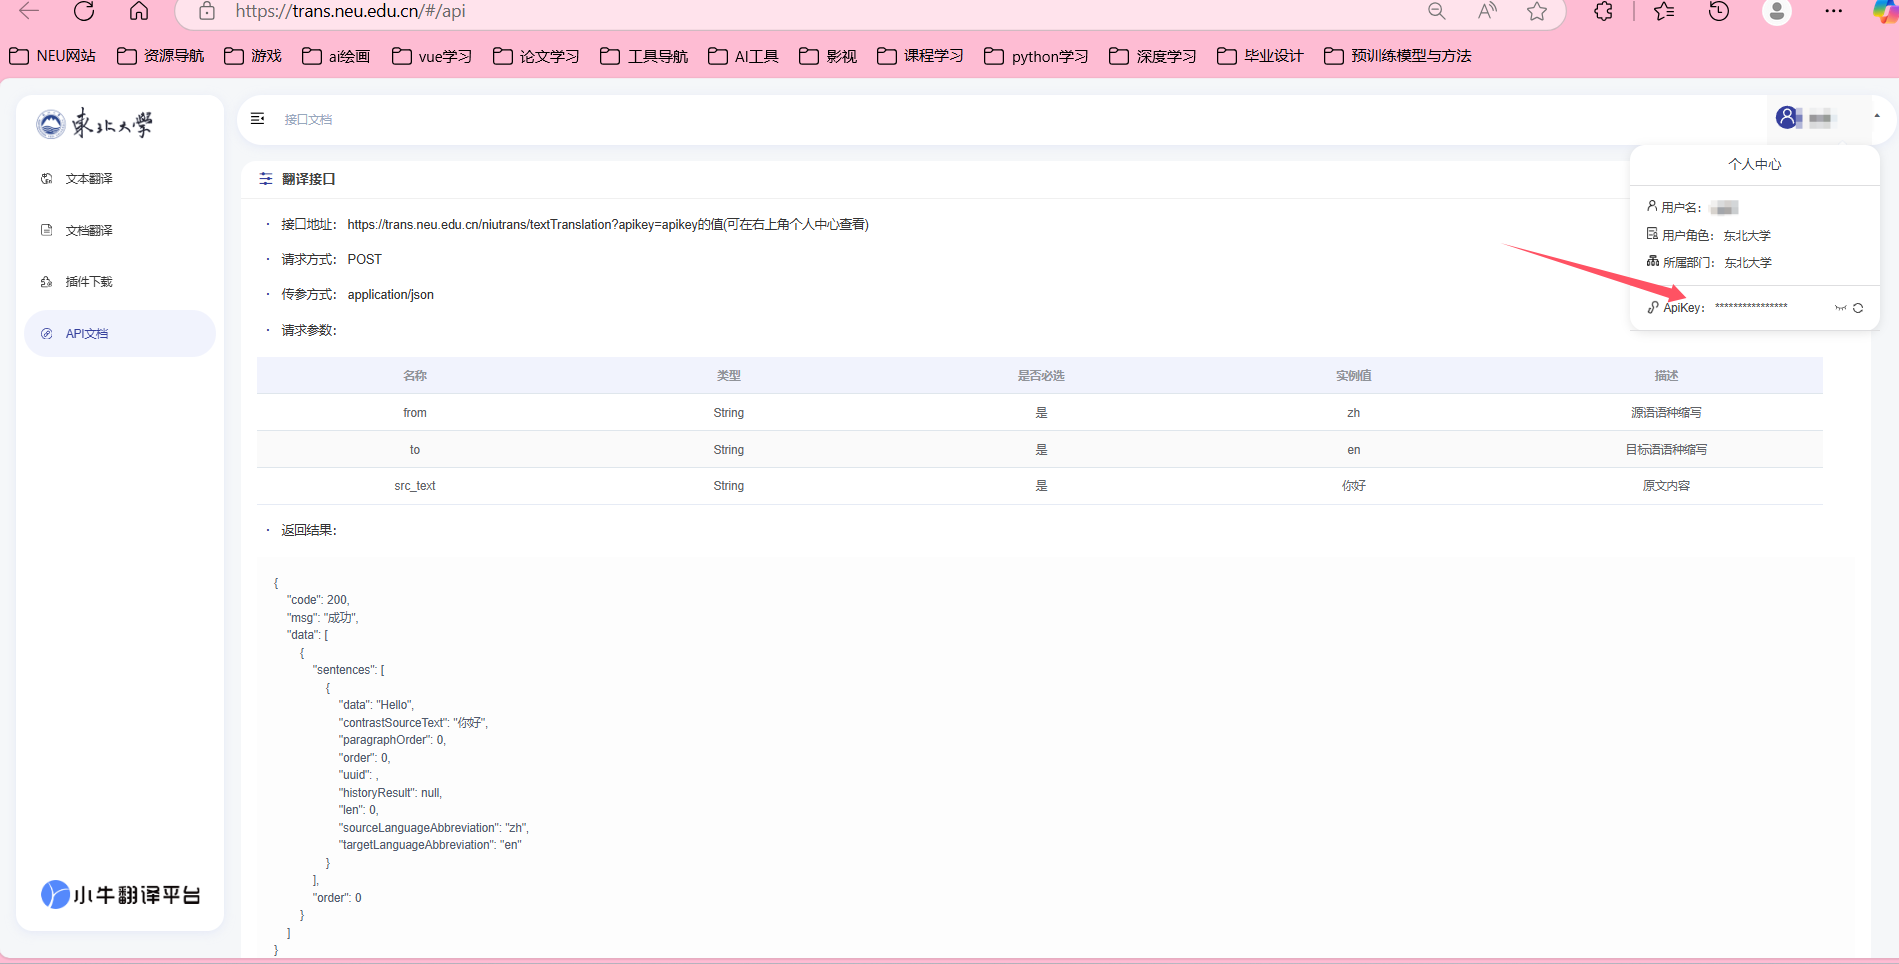 https://trans.neu.edu.cn/#/api
NEU网站 资源导航 游戏 ai绘画 vue学习 论文学习 工具导航 AI工具 影视 课程学习 python学习 深度学习 毕业设计 预训练模型与方法
東北大學
接口文档
个人中心
用户名：
用户角色： 东北大学
所属部门： 东北大学
ApiKey： ****************
文本翻译
文档翻译
插件下载
API文档
小牛翻译平台
翻译接口
· 接口地址： https://trans.neu.edu.cn/niutrans/textTranslation?apikey=apikey的值(可在右上角个人中心查看)
· 请求方式： POST
· 传参方式： application/json
· 请求参数：
名称 类型 是否必选 实例值 描述
from String 是 zh 源语语种缩写
to String 是 en 目标语语种缩写
src_text String 是 你好 原文内容
· 返回结果：
{
"code": 200,
"msg": "成功",
"data": [
{
"sentences": [
{
"data": "Hello",
"contrastSourceText": "你好",
"paragraphOrder": 0,
"order": 0,
"uuid": ,
"historyResult": null,
"len": 0,
"sourceLanguageAbbreviation": "zh",
"targetLanguageAbbreviation": "en"
}
],
"order": 0
}
]
}